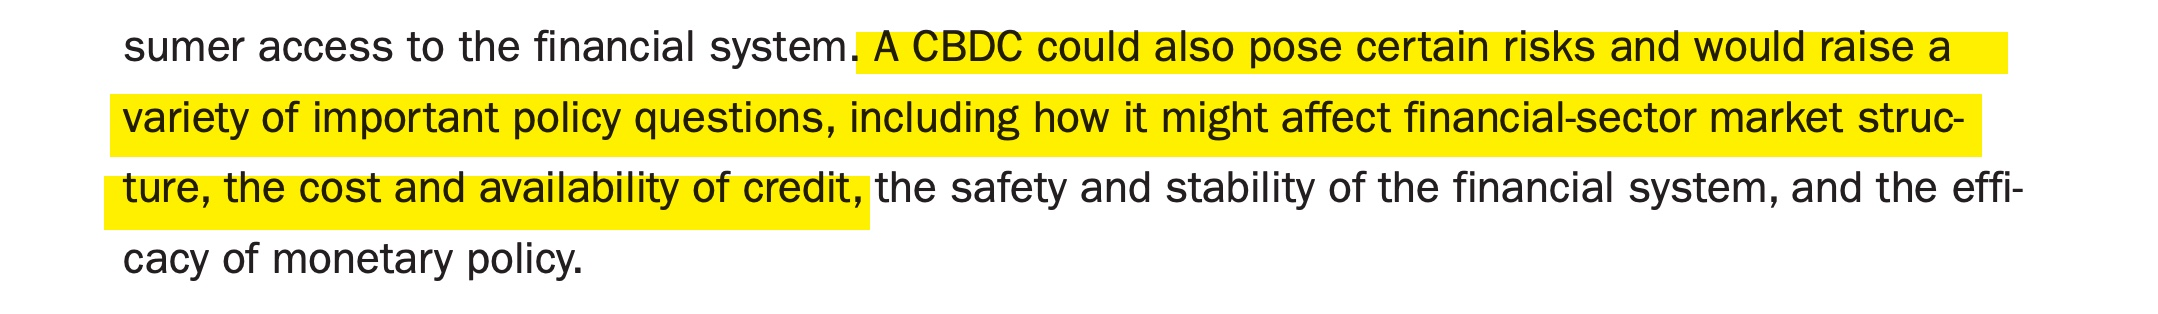 sumer access to the financial system. A CBDC could also pose certain risks and would raise a
variety of important policy questions, including how it might affect financial-sector market struc-
ture, the cost and availability of credit, the safety and stability of the financial system, and the effi-
cacy of monetary policy.